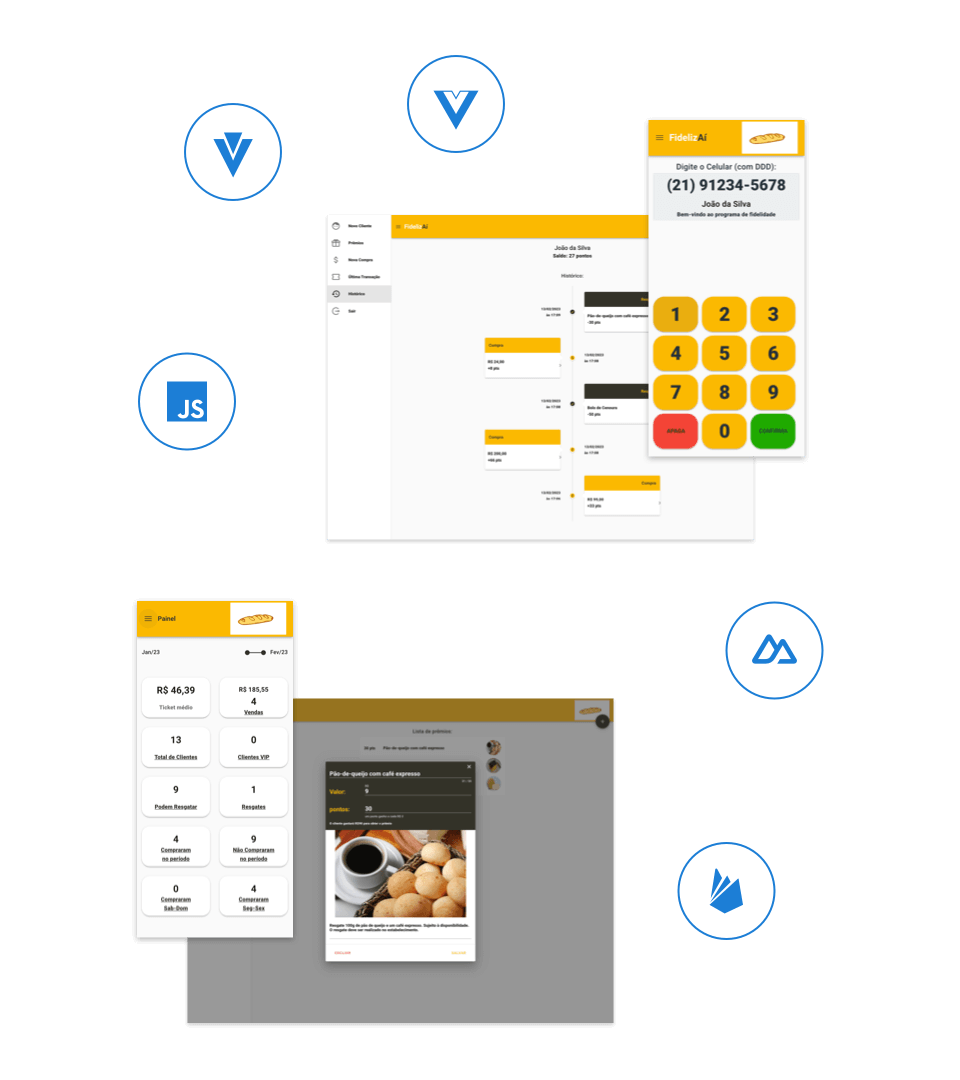 FidelizAí
Digite o Celular (com DDD):
(21) 91234-5678
João da Silva
Bem-vindo ao programa de fidelidade
1 2 3
4 5 6
7 8 9
APAGA 0 CONFIRMA
Novo Cliente
Prêmios
Nova Compra
Última Transação
Histórico
Sair
FidelizAí
João da Silva
Saldo: 27 pontos
Histórico:
Pão-de-queijo com café expresso
-30 pts
Compra
Bolo de Cenoura
-50 pts
Compra
R$ 200,00
+66 pts
Compra
R$ 99,00
+33 pts
JS
Painel
Jan/23
Fev/23
R$ 46,39
Ticket médio
R$ 185,55
4
Vendas
13
Total de Clientes
0
Clientes VIP
9
Podem Resgatar
1
Resgates
4
Compraram
no período
9
Não Compraram
no período
0
Compraram
Sab-Dom
4
Compraram
Seg-Sex
Lista de prêmios:
30 pts Pão-de-queijo com café expresso
Pão-de-queijo com café expresso
Valor:
R$
9
pontos:
30
Resgate 100g de pão de queijo e um café expresso. Sujeito à disponibilidade.
O resgate deve ser realizado no estabelecimento.
EXCLUIR
SALVAR